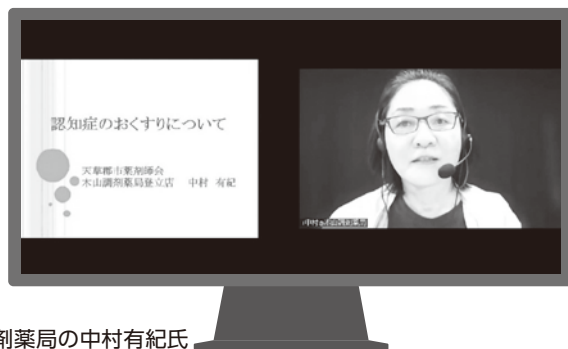 認知症のおくすりについて
天草郡市薬剤師会
木山調剤薬局登立店　中村　有紀
剤薬局の中村有紀氏